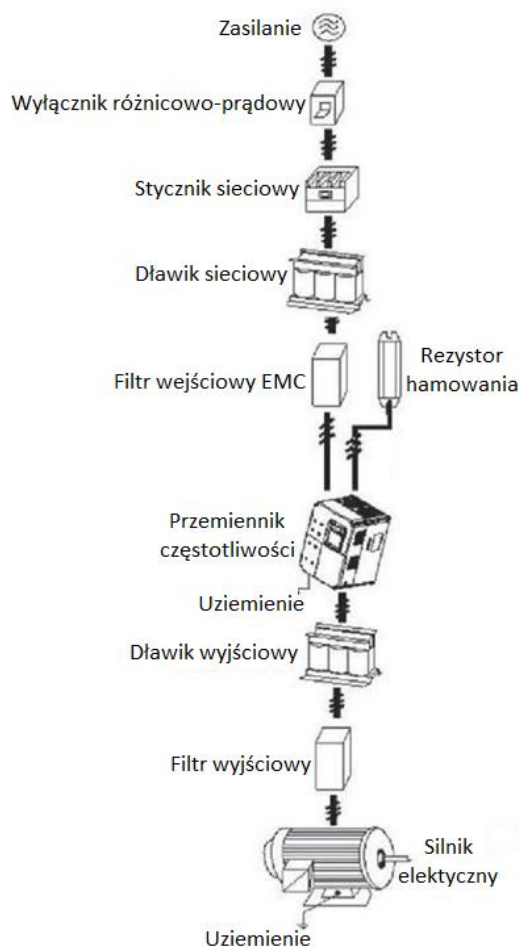 Zasilanie
Wyłącznik różnicowo-prądowy
Stycznik sieciowy
Dławik sieciowy
Filtr wejściowy EMC
Rezystor
hamowania
Przemiennik
częstotliwości
Uziemienie
Dławik wyjściowy
Filtr wyjściowy
Silnik
elektyczny
Uziemienie